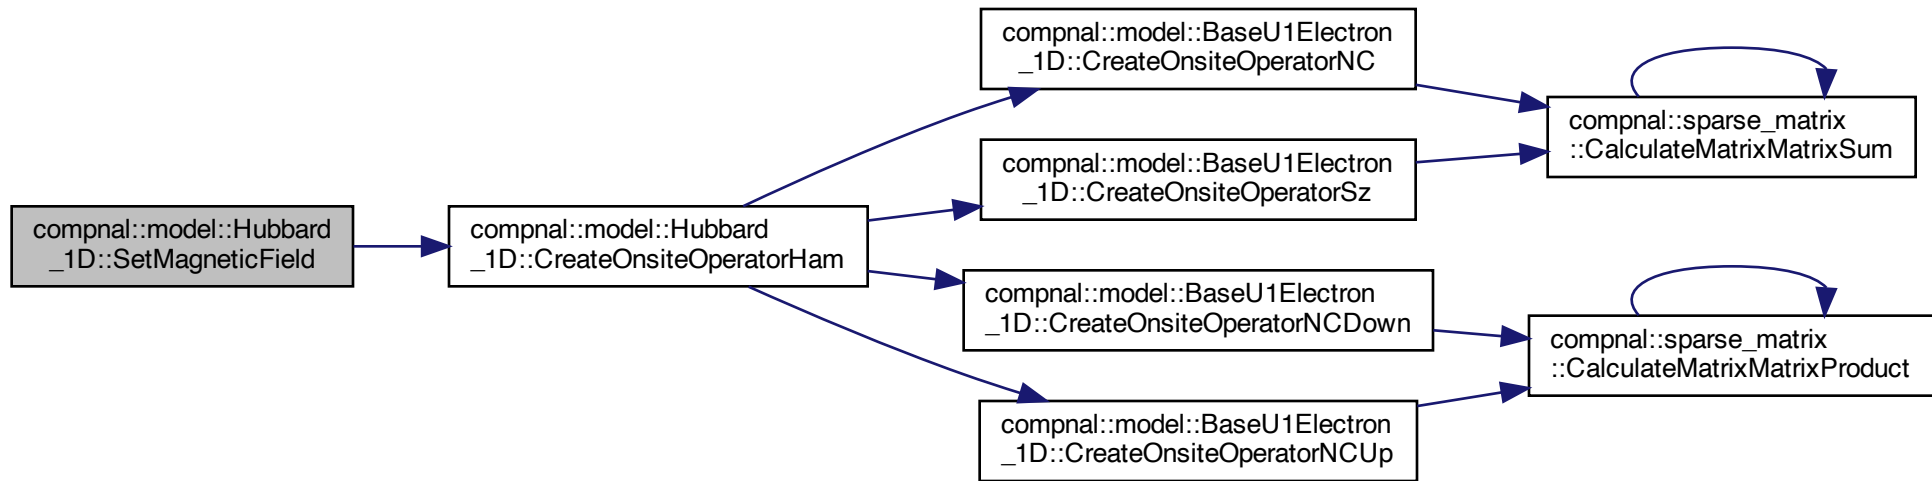 compnal::model::Hubbard
_1D::SetMagneticField
compnal::model::Hubbard
_1D::CreateOnsiteOperatorHam
compnal::model::BaseU1Electron
_1D::CreateOnsiteOperatorNC
compnal::model::BaseU1Electron
_1D::CreateOnsiteOperatorSz
compnal::model::BaseU1Electron
_1D::CreateOnsiteOperatorNCDown
compnal::model::BaseU1Electron
_1D::CreateOnsiteOperatorNCUp
compnal::sparse_matrix
::CalculateMatrixMatrixSum
compnal::sparse_matrix
::CalculateMatrixMatrixProduct